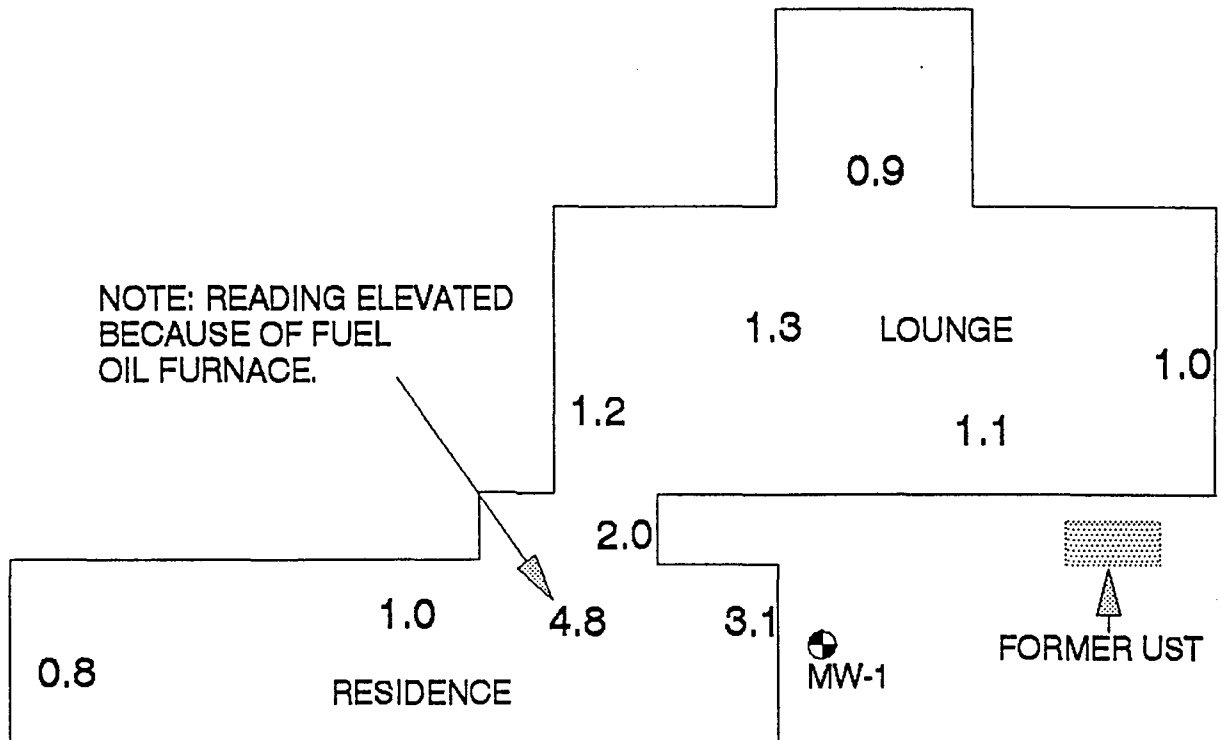 0.9
NOTE: READING ELEVATED
BECAUSE OF FUEL
OIL FURNACE.
1.3
LOUNGE
1.0
1.2
1.1
2.0
1.0
4.8
3.1
FORMER UST
0.8
MW-1
RESIDENCE